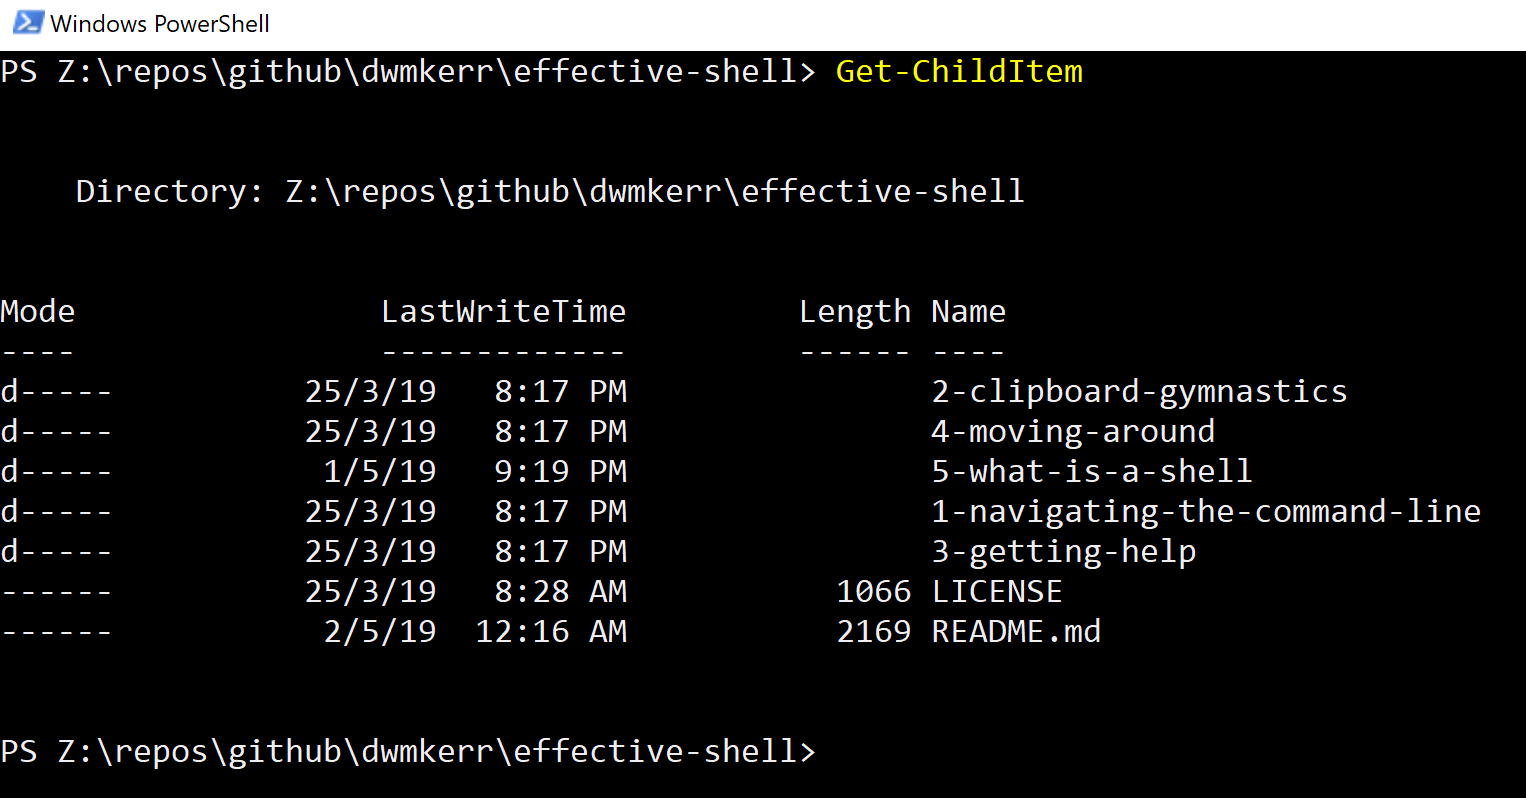 Windows PowerShell
PS Z:\repos\github\dwmkerr\effective-shell> Get-ChildItem
    Directory: Z:\repos\github\dwmkerr\effective-shell
Mode                LastWriteTime         Length Name
----                -------------         ------ ----
d-----          25/3/19   8:17 PM                2-clipboard-gymnastics
d-----          25/3/19   8:17 PM                4-moving-around
d-----           1/5/19   9:19 PM                5-what-is-a-shell
d-----          25/3/19   8:17 PM                1-navigating-the-command-line
d-----          25/3/19   8:17 PM                3-getting-help
------          25/3/19   8:28 AM           1066 LICENSE
------           2/5/19  12:16 AM           2169 README.md
PS Z:\repos\github\dwmkerr\effective-shell>